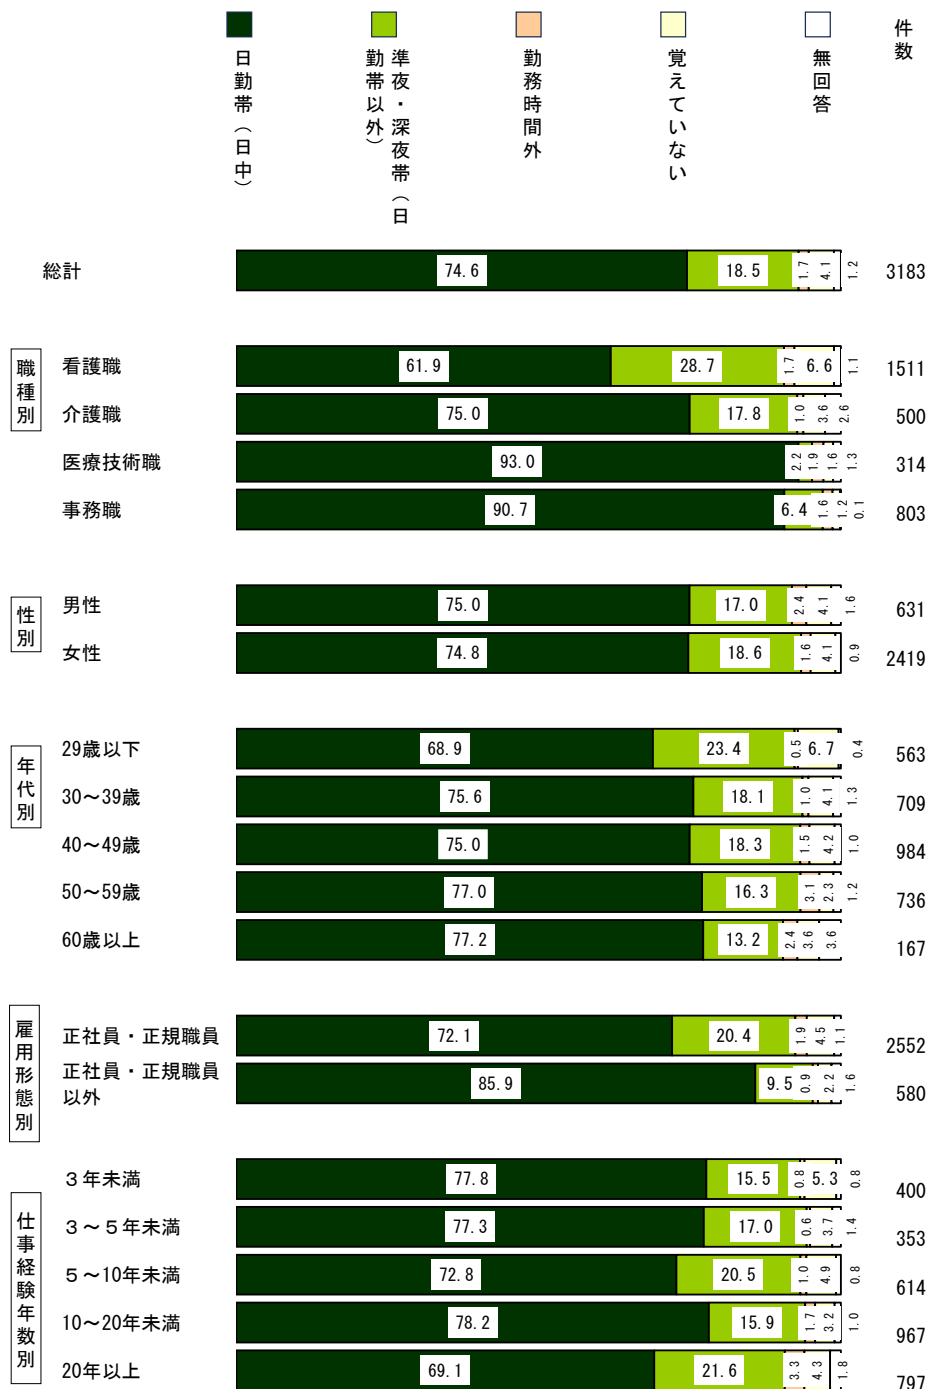 日勤帯（日中）
準夜・深夜帯（日
勤帯以外）
勤務時間外
覚えていない
無回答
件数
総計 74.6 18.5 1.7 4.1 1.2 3183
職種別
看護職 61.9 28.7 1.7 6.6 1.1 1511
介護職 75.0 17.8 1.0 3.6 2.6 500
医療技術職 93.0 2.2 1.9 1.6 1.3 314
事務職 90.7 6.4 1.6 1.2 0.1 803
性別
男性 75.0 17.0 2.4 4.1 1.6 631
女性 74.8 18.6 1.6 4.1 0.9 2419
年代別
29歳以下 68.9 23.4 0.5 6.7 0.4 563
30～39歳 75.6 18.1 1.0 4.1 1.3 709
40～49歳 75.0 18.3 1.5 4.2 1.0 984
50～59歳 77.0 16.3 3.1 2.3 1.2 736
60歳以上 77.2 13.2 2.4 3.6 3.6 167
雇用形態別
正社員・正規職員 72.1 20.4 1.9 4.5 1.1 2552
正社員・正規職員
以外 85.9 9.5 0.9 2.2 1.6 580
仕事経験年数別
３年未満 77.8 15.5 0.8 5.3 0.8 400
３～５年未満 77.3 17.0 0.6 3.7 1.4 353
５～10年未満 72.8 20.5 1.0 4.9 0.8 614
10～20年未満 78.2 15.9 1.7 3.2 1.0 967
20年以上 69.1 21.6 3.3 4.3 1.8 797